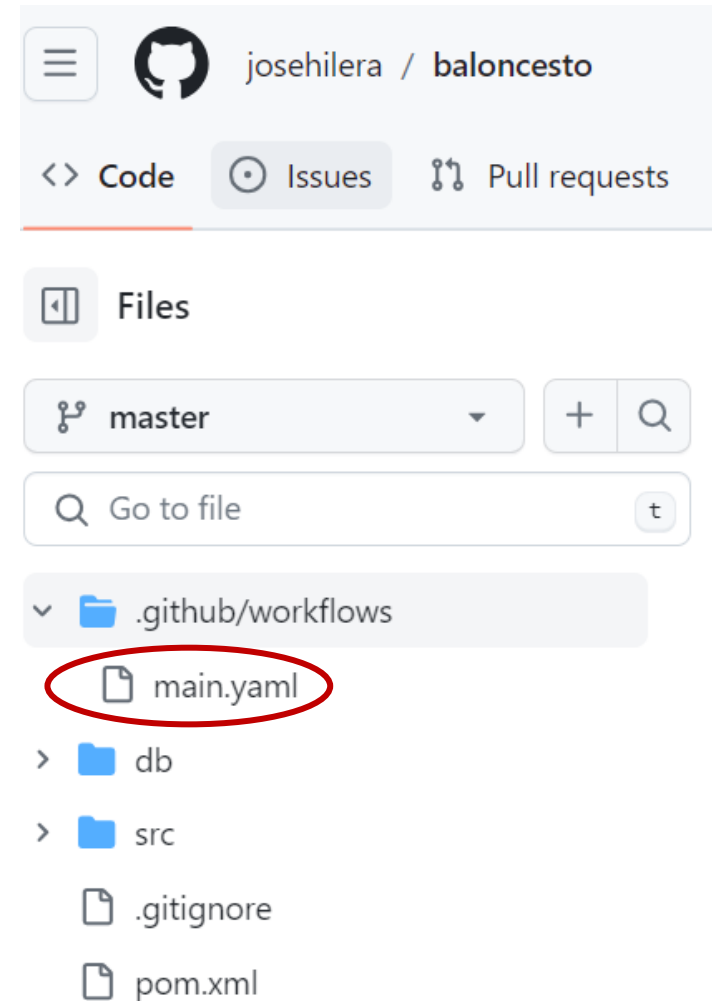 josehilera / baloncesto
Code Issues Pull requests
Files
master
Go to file t
.github/workflows
main.yaml
db
src
.gitignore
pom.xml